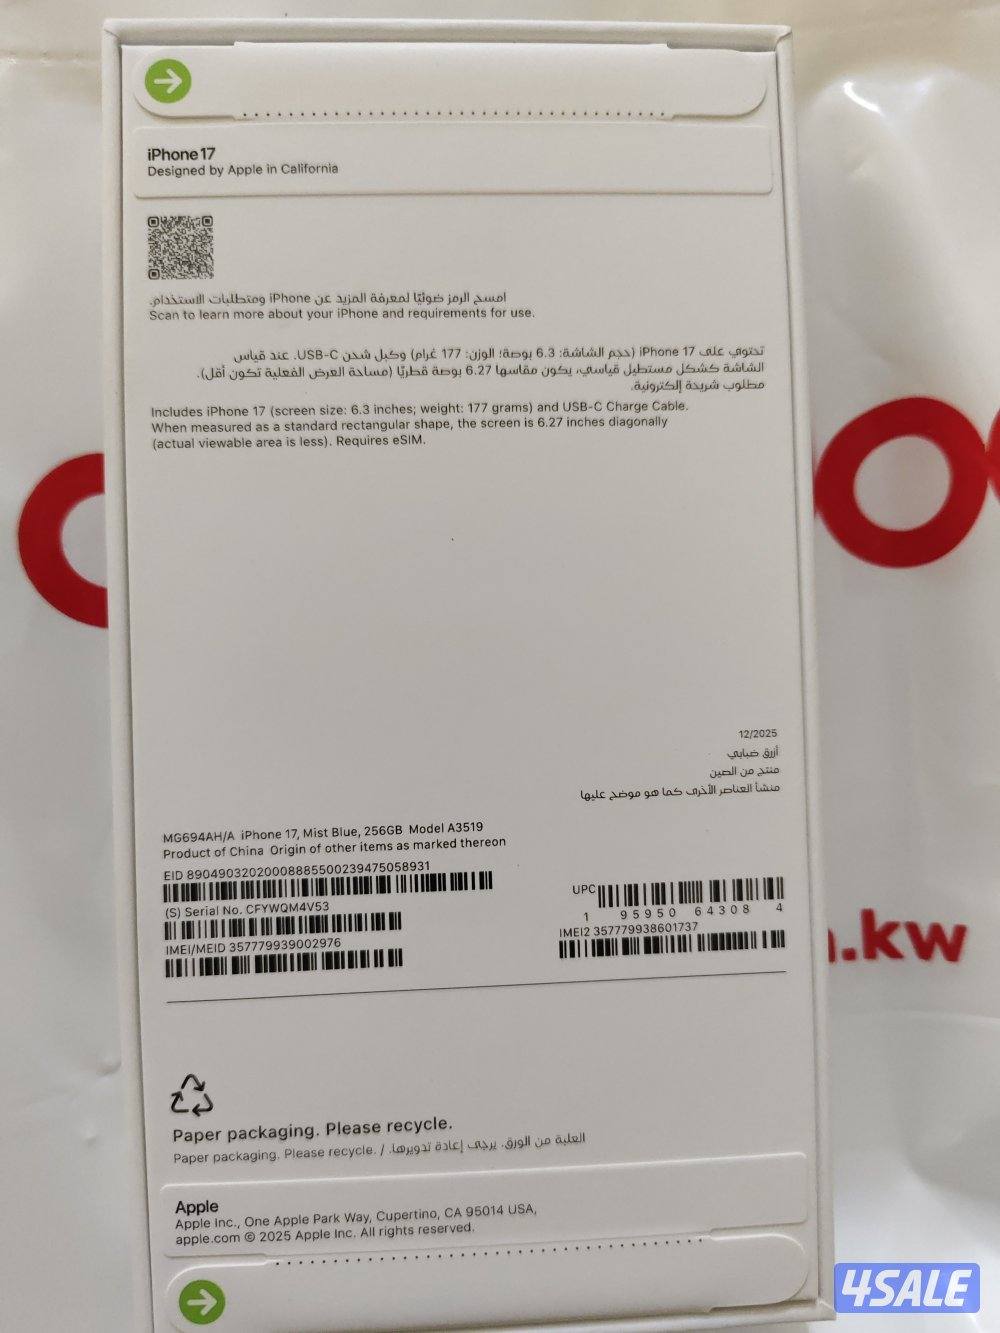 iPhone 17
Designed by Apple in California
امسح الرمز ضوئيًا لمعرفة المزيد عن iPhone ومتطلبات الاستخدام.
Scan to learn more about your iPhone and requirements for use.
تحتوي علبة iPhone 17 (حجم الشاشة: 6.3 بوصة؛ الوزن: 177 غرام) وكبل شحن USB-C. عند قياس
الشاشة كشكل مستطيل قياسي، يكون مقاسها 6.27 بوصة قطريًا (مساحة العرض الفعلية تكون أقل).
مطلوب شريحة إلكترونية.
Includes iPhone 17 (screen size: 6.3 inches; weight: 177 grams) and USB-C Charge Cable.
When measured as a standard rectangular shape, the screen is 6.27 inches diagonally
(actual viewable area is less). Requires eSIM.
12/2025
أزرق ضبابي
منتج من الصين
منشأ العناصر الأخرى كما هو موضح عليها
MG694AH/A iPhone 17, Mist Blue, 256GB Model A3519
Product of China Origin of other items as marked thereon
EID 89049032020008885500239475058931
(S) Serial No. CFYWQM4V53
IMEI/MEID 357779939002976
UPC
1 95950 64308 4
IMEI2 357779938601737
.kw
Paper packaging. Please recycle.
Paper packaging. Please recycle. / العلبة من الورق. يرجى إعادة تدويرها.
Apple
Apple Inc., One Apple Park Way, Cupertino, CA 95014 USA,
apple.com © 2025 Apple Inc. All rights reserved.
4SALE